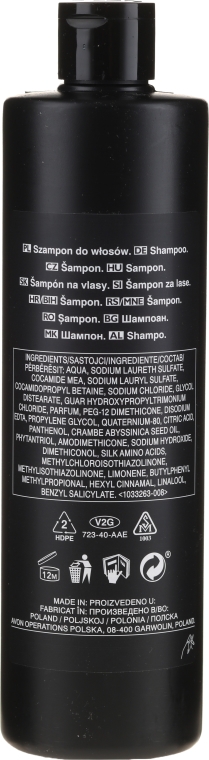 PL Szampon do włosów. DE Shampoo.
CZ Šampon. HU Sampon.
SK Šampón na vlasy. SI Šampon za lase.
HR/BIH Šampon. RS/MNE Šampon.
RO Şampon. BG Шампоан.
MK Шампон. AL Shampo.
INGREDIENTS/SASTOJCI/INGREDIENTE/СЪСТАВ/
PËRBËRËSIT: AQUA, SODIUM LAURETH SULFATE,
COCAMIDE MEA, SODIUM LAURYL SULFATE,
COCAMIDOPROPYL BETAINE, SODIUM CHLORIDE, GLYCOL
DISTEARATE, GUAR HYDROXYPROPYLTRIMONIUM
CHLORIDE, PARFUM, PEG-12 DIMETHICONE, DISODIUM
EDTA, PROPYLENE GLYCOL, QUATERNIUM-80, CITRIC ACID,
PANTHENOL, CRAMBE ABYSSINICA SEED OIL,
PHYTANTRIOL, AMODIMETHICONE, SODIUM HYDROXIDE,
DIMETHICONOL, SILK AMINO ACIDS,
METHYLCHLOROISOTHIAZOLINONE,
METHYLISOTHIAZOLINONE, LIMONENE, BUTYLPHENYL
METHYLPROPIONAL, HEXYL CINNAMAL, LINALOOL,
BENZYL SALICYLATE. <1033263-008>
2 HDPE V2G 723-40-AAE 1003
12M
MADE IN: PROIZVEDENO U:
FABRICAT ÎN: ПРОИЗВЕДЕНО В/ВО:
POLAND / POLJSKOJ / POLONIA / ПОЛСКА
AVON OPERATIONS POLSKA, 08-400 GARWOLIN, POLAND.